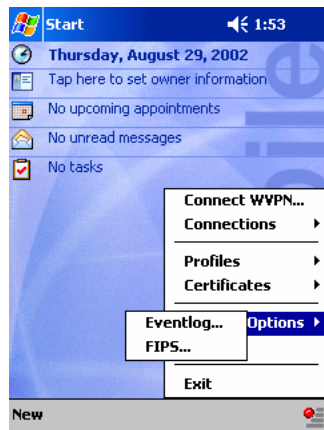 Start 1:53
Thursday, August 29, 2002
Tap here to set owner information
No upcoming appointments
No unread messages
No tasks
Connect WVPN...
Connections
Profiles
Certificates
Options
Eventlog...
FIPS...
Exit
New